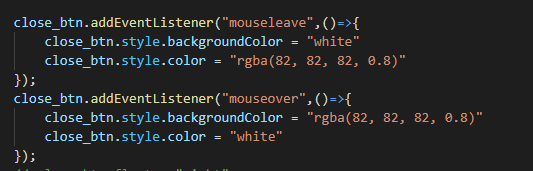 close_btn.addEventListener("mouseleave",()=>{
    close_btn.style.backgroundColor = "white"
    close_btn.style.color = "rgba(82, 82, 82, 0.8)"
});
close_btn.addEventListener("mouseover",()=>{
    close_btn.style.backgroundColor = "rgba(82, 82, 82, 0.8)"
    close_btn.style.color = "white"
});